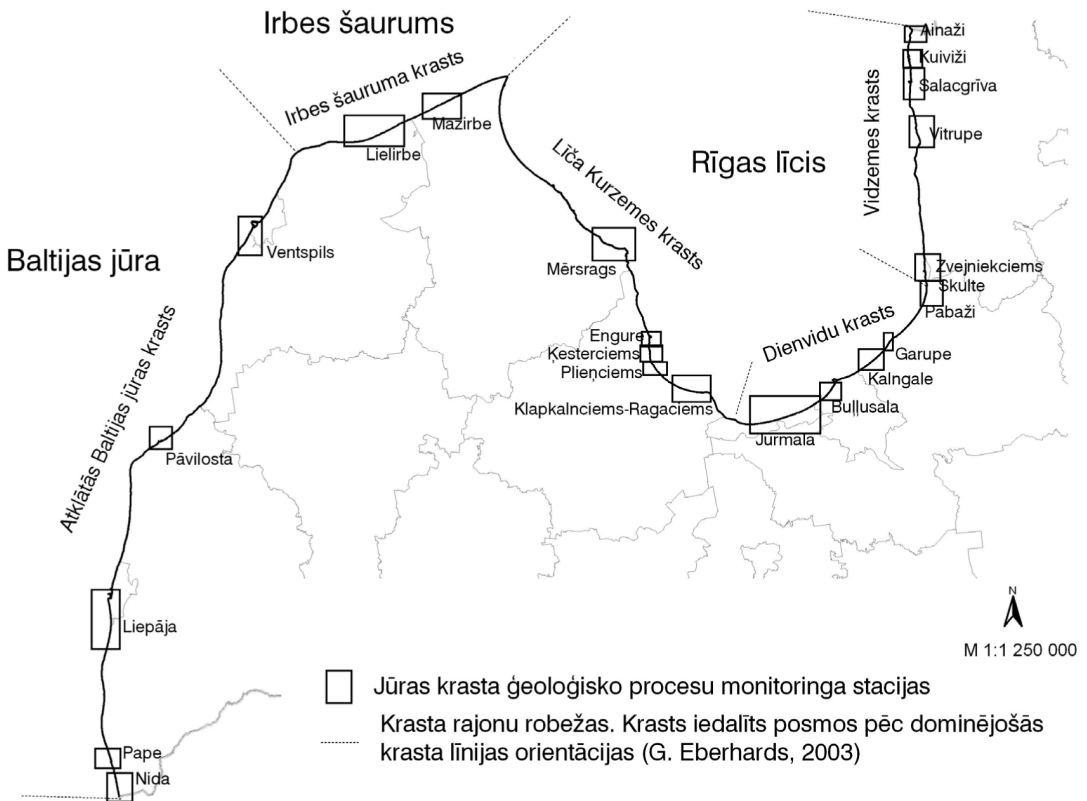 Irbes šaurums
Irbes šauruma krasts
Mazirbe
Lielirbe
Ainaži
Kuiviži
Salacgrīva
Vitrupe
Vidzemes krasts
Rīgas līcis
Līča Kurzemes krasts
Ventspils
Baltijas jūra
Mērsrags
Zvejniekciems
Skulte
Pabaži
Dienvidu krasts
Engure
Ķesterciems
Plieņciems
Garupe
Kalngale
Klapkalnciems-Ragaciems
Buļļusala
Jurmala
Atklātās Baltijas jūras krasts
Pāvilosta
Liepāja
N
M 1:1 250 000
Jūras krasta ģeoloģisko procesu monitoringa stacijas
Krasta rajonu robežas. Krasts iedalīts posmos pēc dominējošās
krasta līnijas orientācijas (G. Eberhards, 2003)
Pape
Nida